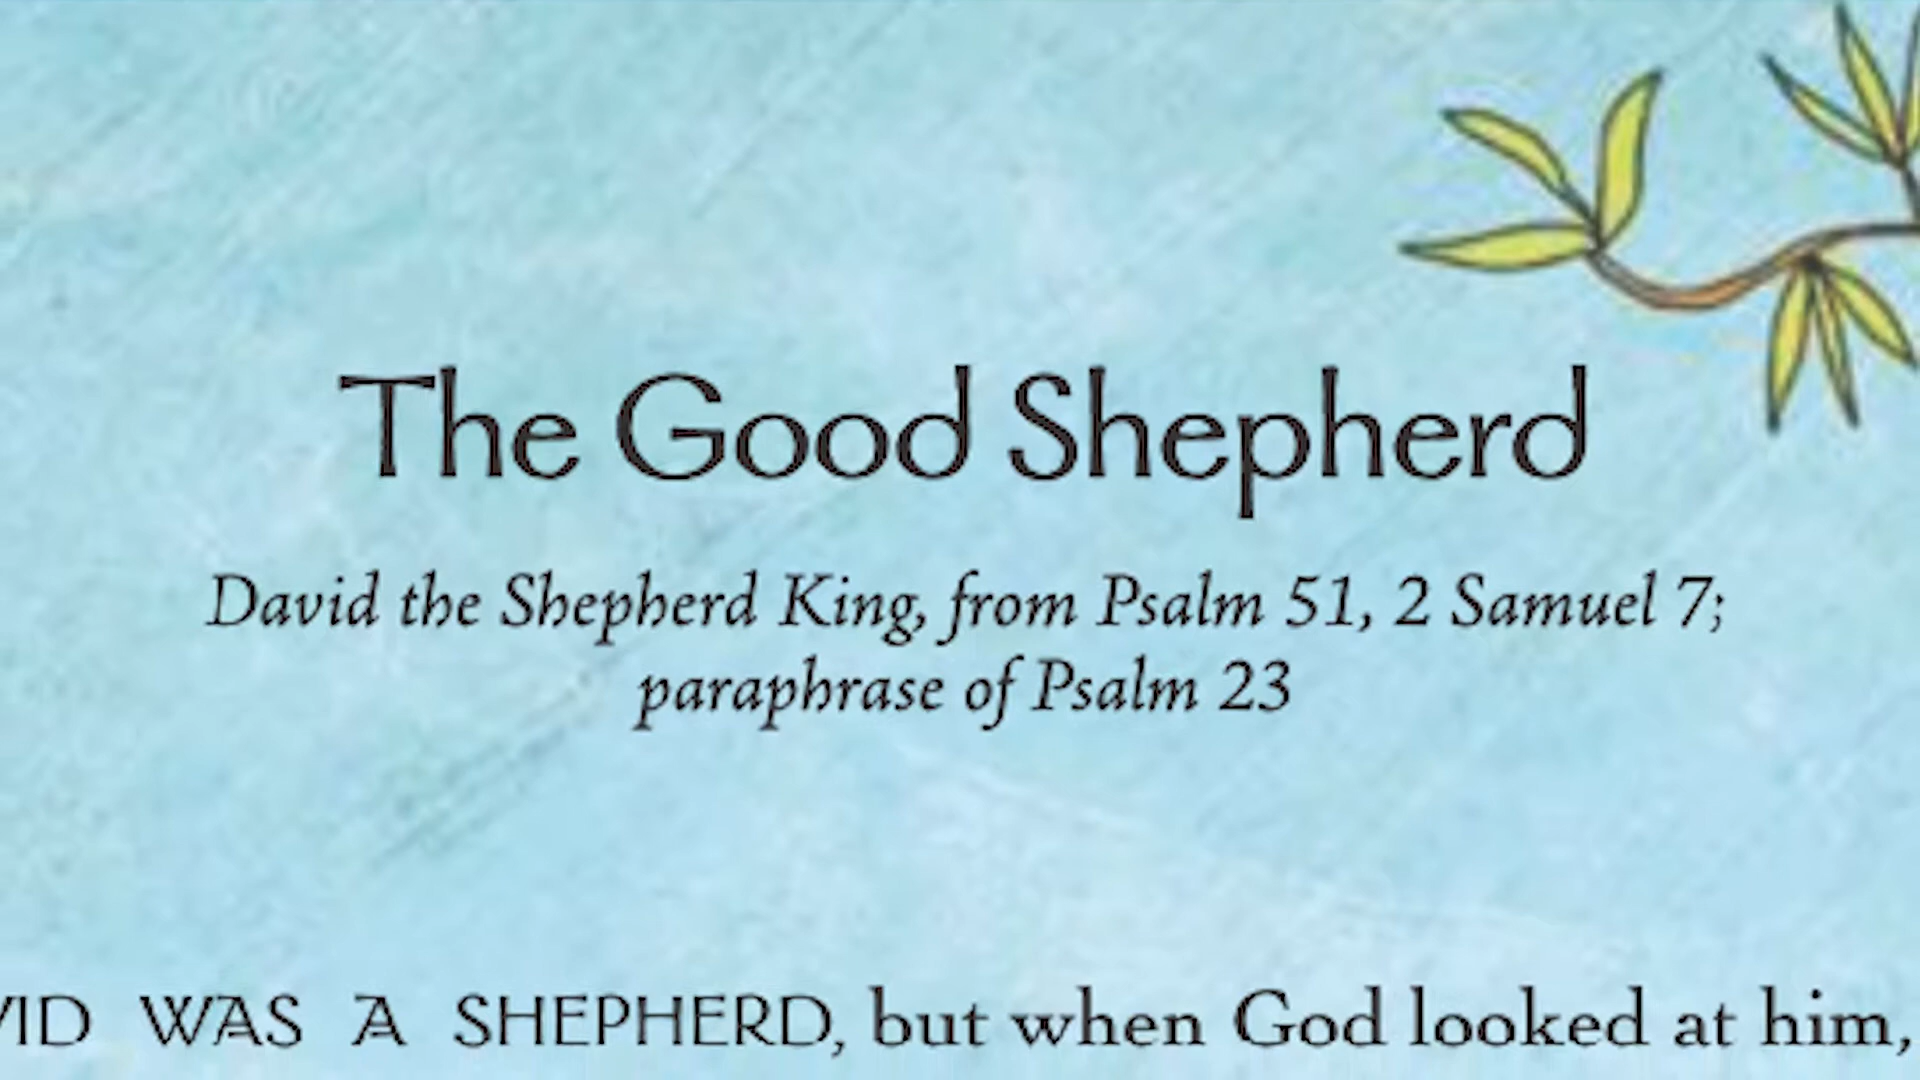 The Good Shepherd
David the Shepherd King, from Psalm 51, 2 Samuel 7;
paraphrase of Psalm 23
VID WAS A SHEPHERD, but when God looked at him,